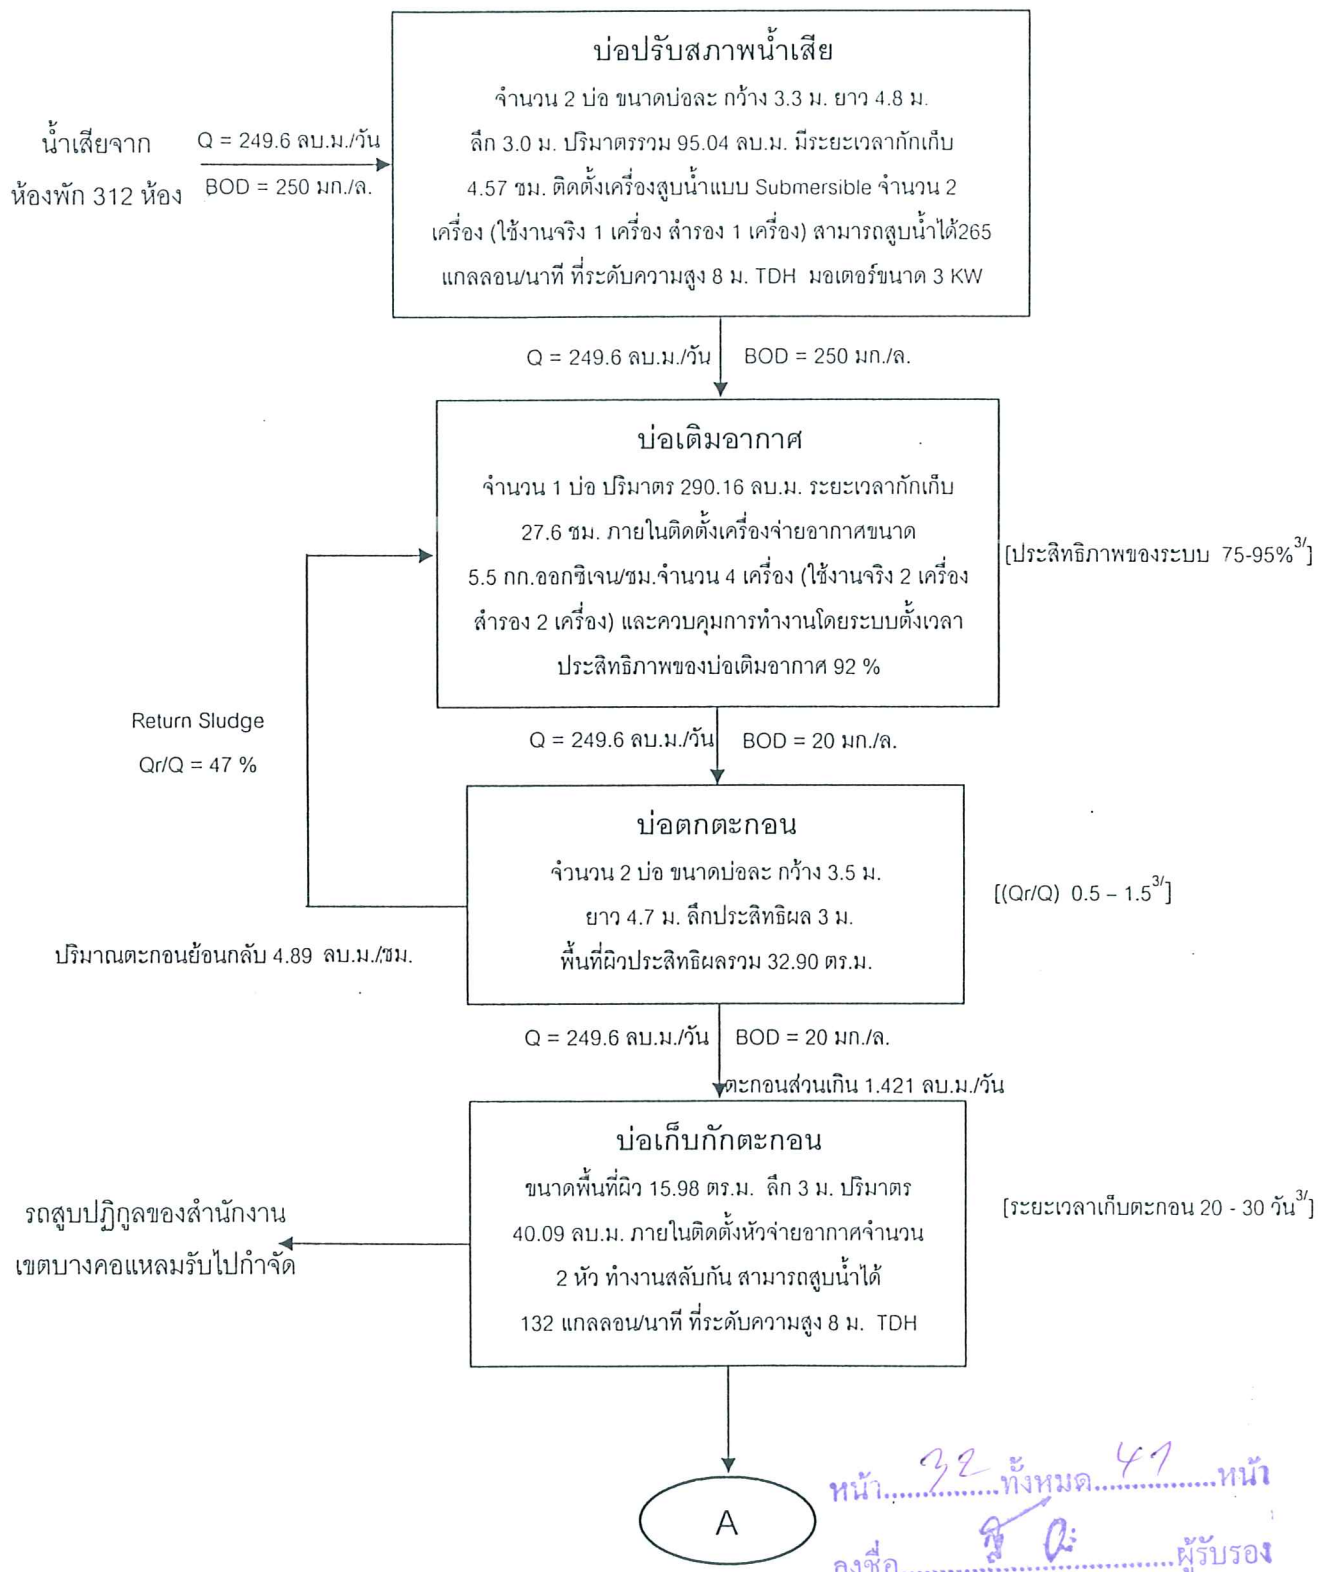 บ่อปรับสภาพน้ำเสีย
จำนวน 2 บ่อ ขนาดบ่อละ กว้าง 3.3 ม. ยาว 4.8 ม.
ลึก 3.0 ม. ปริมาตรรวม 95.04 ลบ.ม. มีระยะเวลากักเก็บ
4.57 ชม. ติดตั้งเครื่องสูบน้ำแบบ Submersible จำนวน 2
เครื่อง (ใช้งานจริง 1 เครื่อง สำรอง 1 เครื่อง) สามารถสูบน้ำได้265
แกลลอน/นาที ที่ระดับความสูง 8 ม. TDH มอเตอร์ขนาด 3 KW
น้ำเสียจาก
ห้องพัก 312 ห้อง
Q = 249.6 ลบ.ม./วัน
BOD = 250 มก./ล.
Q = 249.6 ลบ.ม./วัน
BOD = 250 มก./ล.
บ่อเติมอากาศ
จำนวน 1 บ่อ ปริมาตร 290.16 ลบ.ม. ระยะเวลากักเก็บ
27.6 ชม. ภายในติดตั้งเครื่องจ่ายอากาศขนาด
5.5 กก.ออกซิเจน/ชม.จำนวน 4 เครื่อง (ใช้งานจริง 2 เครื่อง
สำรอง 2 เครื่อง) และควบคุมการทำงานโดยระบบตั้งเวลา
ประสิทธิภาพของบ่อเติมอากาศ 92 %
[ประสิทธิภาพของระบบ 75-95%3/]
Return Sludge
Qr/Q = 47 %
Q = 249.6 ลบ.ม./วัน
BOD = 20 มก./ล.
บ่อตกตะกอน
จำนวน 2 บ่อ ขนาดบ่อละ กว้าง 3.5 ม.
ยาว 4.7 ม. ลึกประสิทธิผล 3 ม.
พื้นที่ผิวประสิทธิผลรวม 32.90 ตร.ม.
[(Qr/Q) 0.5 – 1.53/]
ปริมาณตะกอนย้อนกลับ 4.89 ลบ.ม./ชม.
Q = 249.6 ลบ.ม./วัน
BOD = 20 มก./ล.
ตะกอนส่วนเกิน 1.421 ลบ.ม./วัน
บ่อเก็บกักตะกอน
ขนาดพื้นที่ผิว 15.98 ตร.ม. ลึก 3 ม. ปริมาตร
40.09 ลบ.ม. ภายในติดตั้งหัวจ่ายอากาศจำนวน
2 หัว ทำงานสลับกัน สามารถสูบน้ำได้
132 แกลลอน/นาที ที่ระดับความสูง 8 ม. TDH
[ระยะเวลาเก็บตะกอน 20 - 30 วัน3/]
รถสูบปฏิกูลของสำนักงาน
เขตบางคอแหลมรับไปกำจัด
A
หน้า.....32.....ทั้งหมด.....41.....หน้า
ลงชื่อ..........ผู้รับรอง